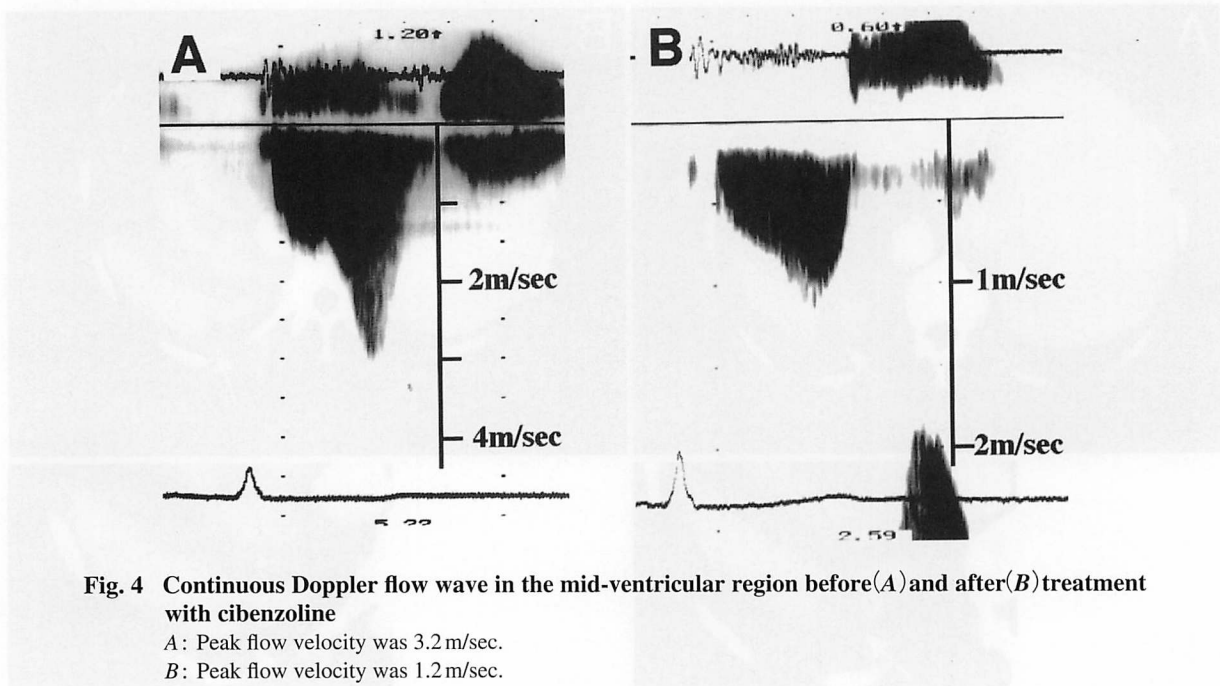 A
1.20
B
0.60
2m/sec
1m/sec
4m/sec
2m/sec
2.59
Fig. 4 Continuous Doppler flow wave in the mid-ventricular region before(A)and after(B)treatment
with cibenzoline
A: Peak flow velocity was 3.2 m/sec.
B: Peak flow velocity was 1.2 m/sec.